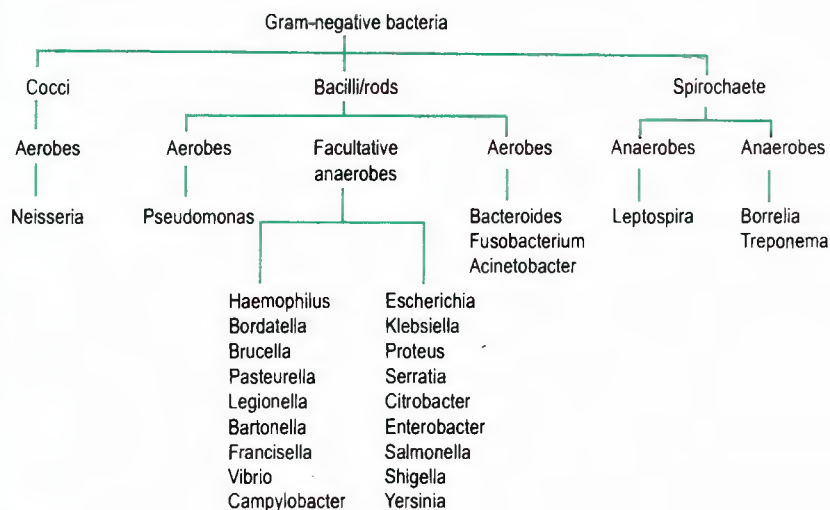 Gram-negative bacteria
Cocci
Bacilli/rods
Spirochaete
Aerobes
Aerobes
Facultative
anaerobes
Aerobes
Anaerobes
Anaerobes
Neisseria
Pseudomonas
Bacteroides
Fusobacterium
Acinetobacter
Leptospira
Borrelia
Treponema
Haemophilus
Bordatella
Brucella
Pasteurella
Legionella
Bartonella
Francisella
Vibrio
Campylobacter
Escherichia
Klebsiella
Proteus
Serratia
Citrobacter
Enterobacter
Salmonella
Shigella
Yersinia